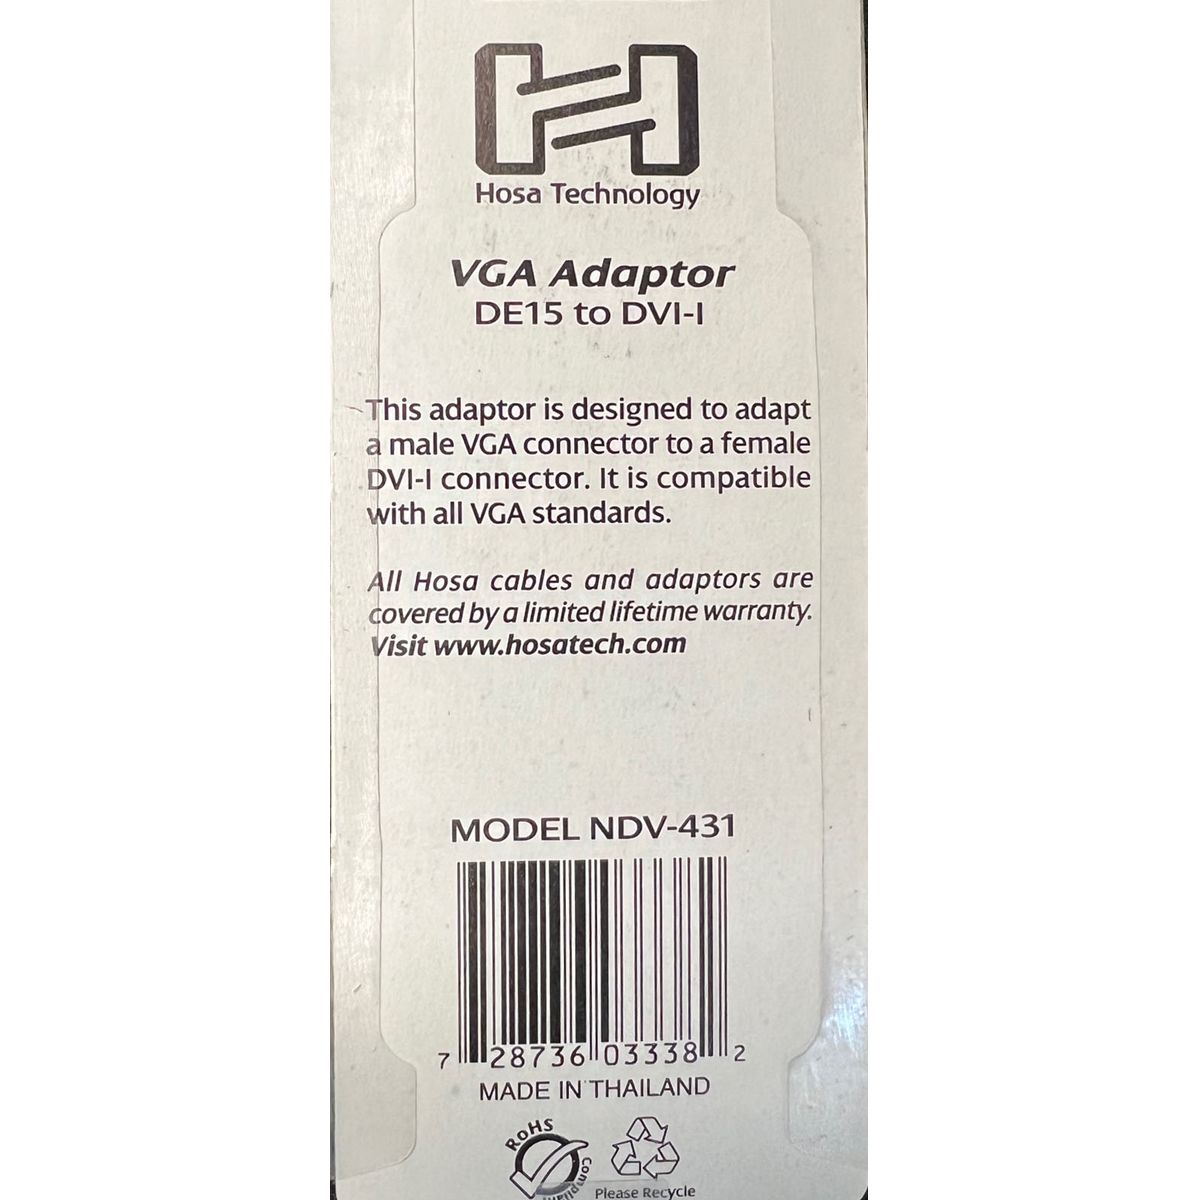 Hosa Technology
VGA Adaptor
DE15 to DVI-I
This adaptor is designed to adapt
a male VGA connector to a female
DVI-I connector. It is compatible
with all VGA standards.
All Hosa cables and adaptors are
covered by a limited lifetime warranty.
Visit www.hosatech.com
MODEL NDV-431
7 28736 03338 2
MADE IN THAILAND
RoHS
Compliant
Please Recycle